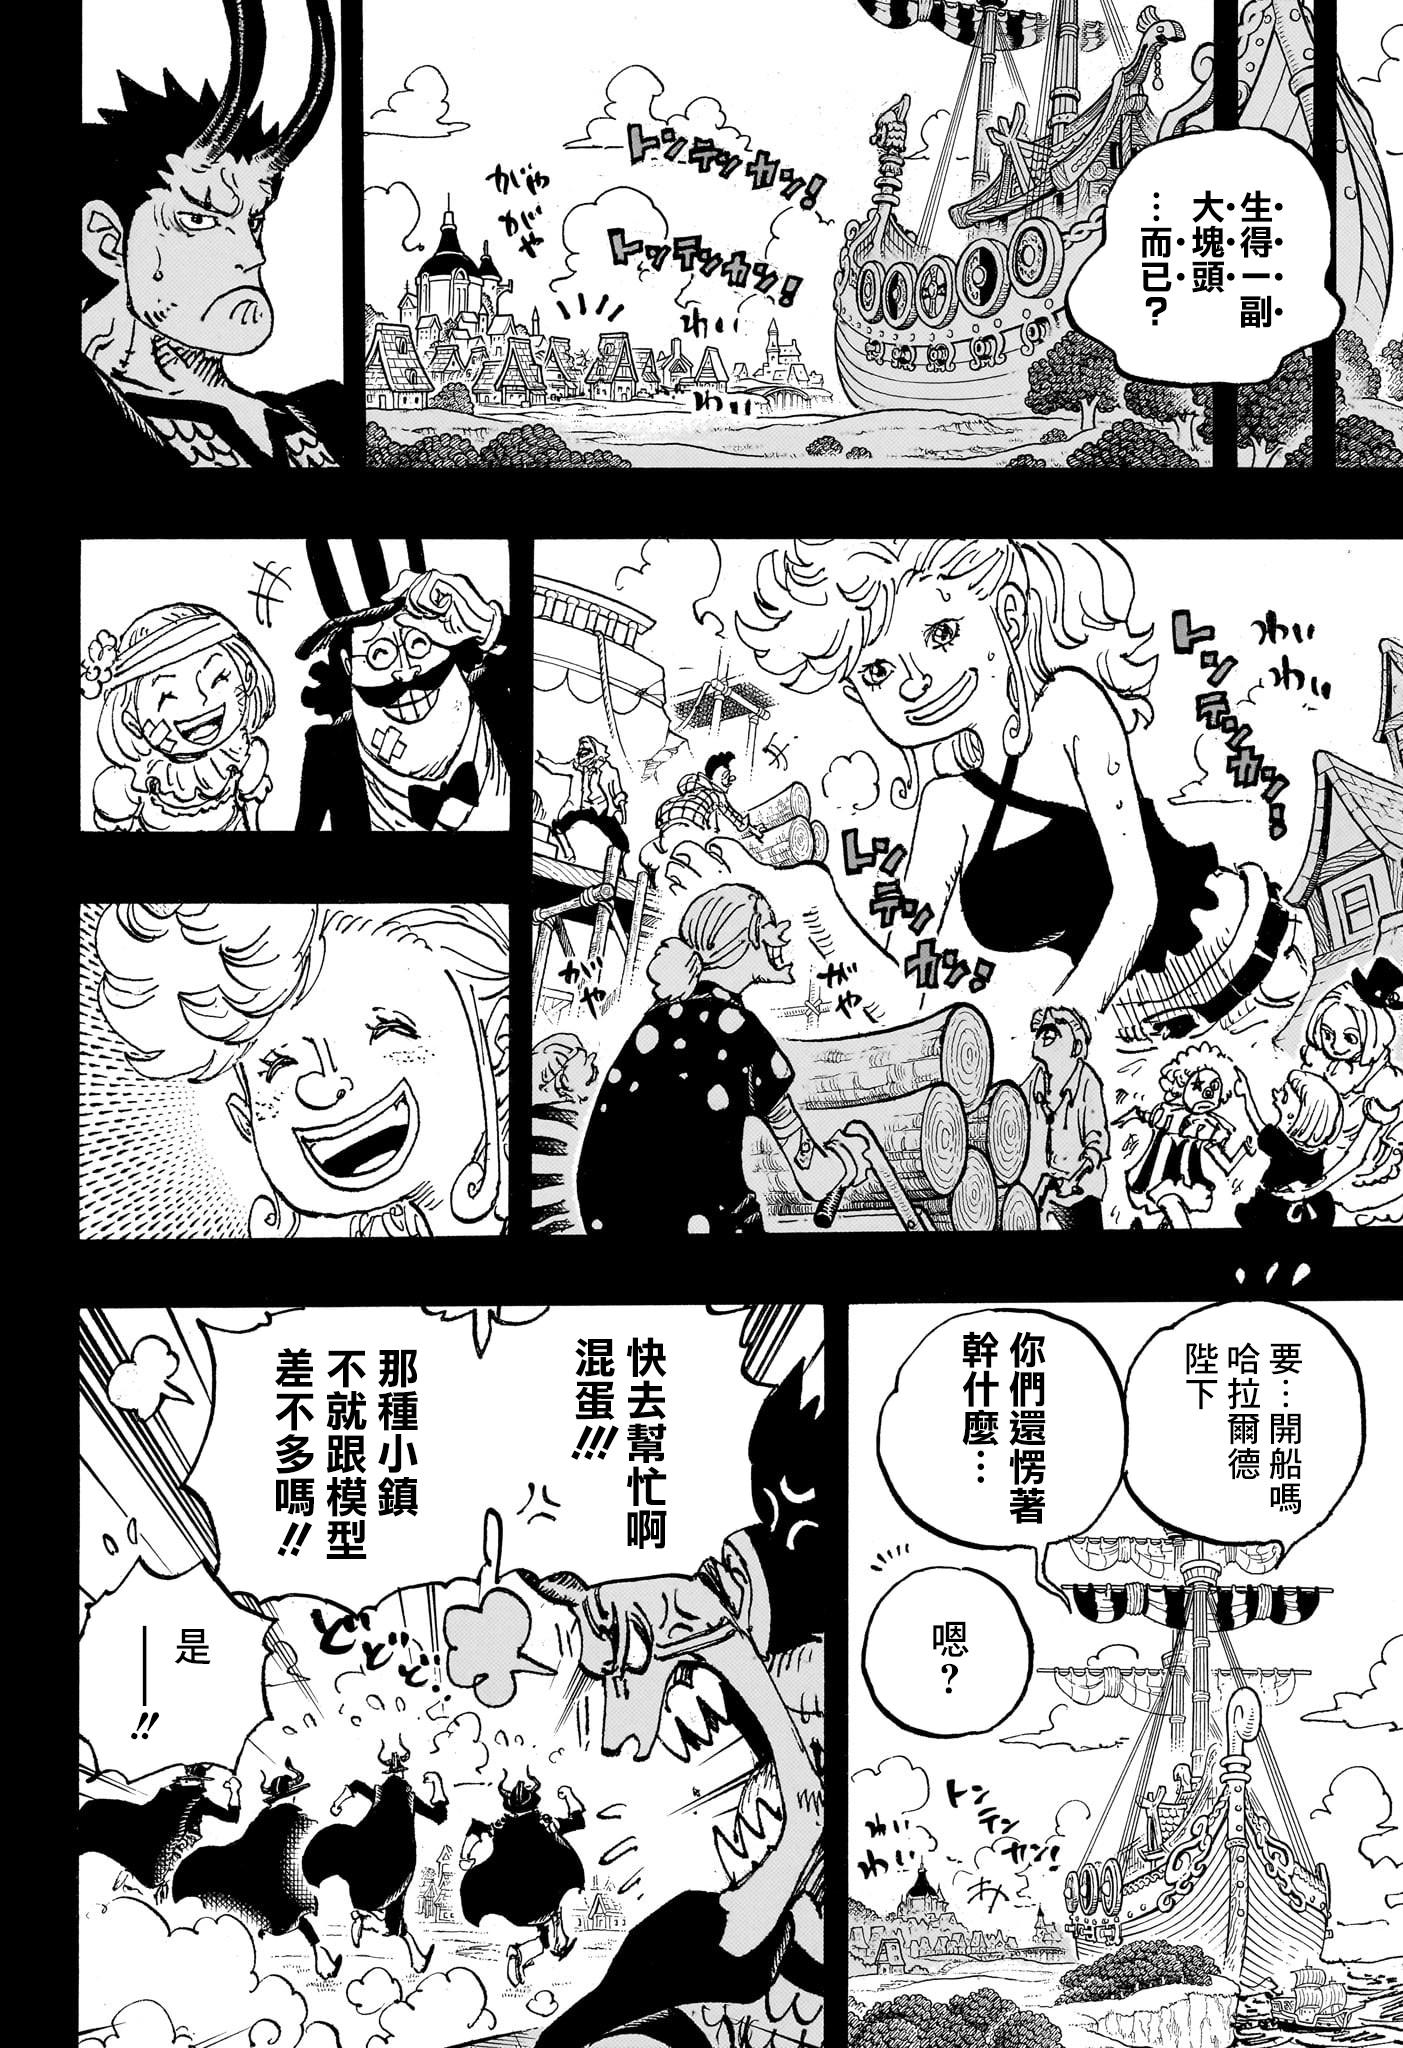 生得一副
大塊頭
…而已？
トンテンカン!
がや
がや
トンテンカン!
わい
わい
わい
わい
トンテンカン!
トンテンカン!
がや
がや
要…開船嗎
哈拉爾德
陛下
你們還愣著
幹什麼…
嗯？
トンテンカン!
わい
わい
快去幫忙啊
混蛋!!!
那種小鎮
不就跟模型
差不多嗎!!
どどど
是
——!!